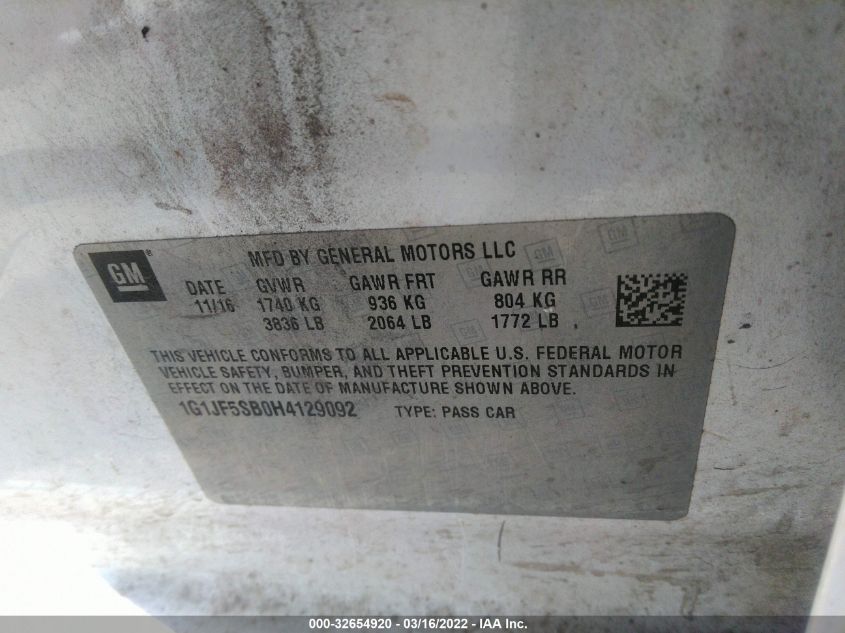 GM ®
MFD BY GENERAL MOTORS LLC
DATE GVWR GAWR FRT GAWR RR
11/16 1740 KG 936 KG 804 KG
3836 LB 2064 LB 1772 LB
THIS VEHICLE CONFORMS TO ALL APPLICABLE U.S. FEDERAL MOTOR
VEHICLE SAFETY, BUMPER, AND THEFT PREVENTION STANDARDS IN
EFFECT ON THE DATE OF MANUFACTURE SHOWN ABOVE.
1G1JF5SB0H4129092 TYPE: PASS CAR
000-32654920 - 03/16/2022 - IAA Inc.